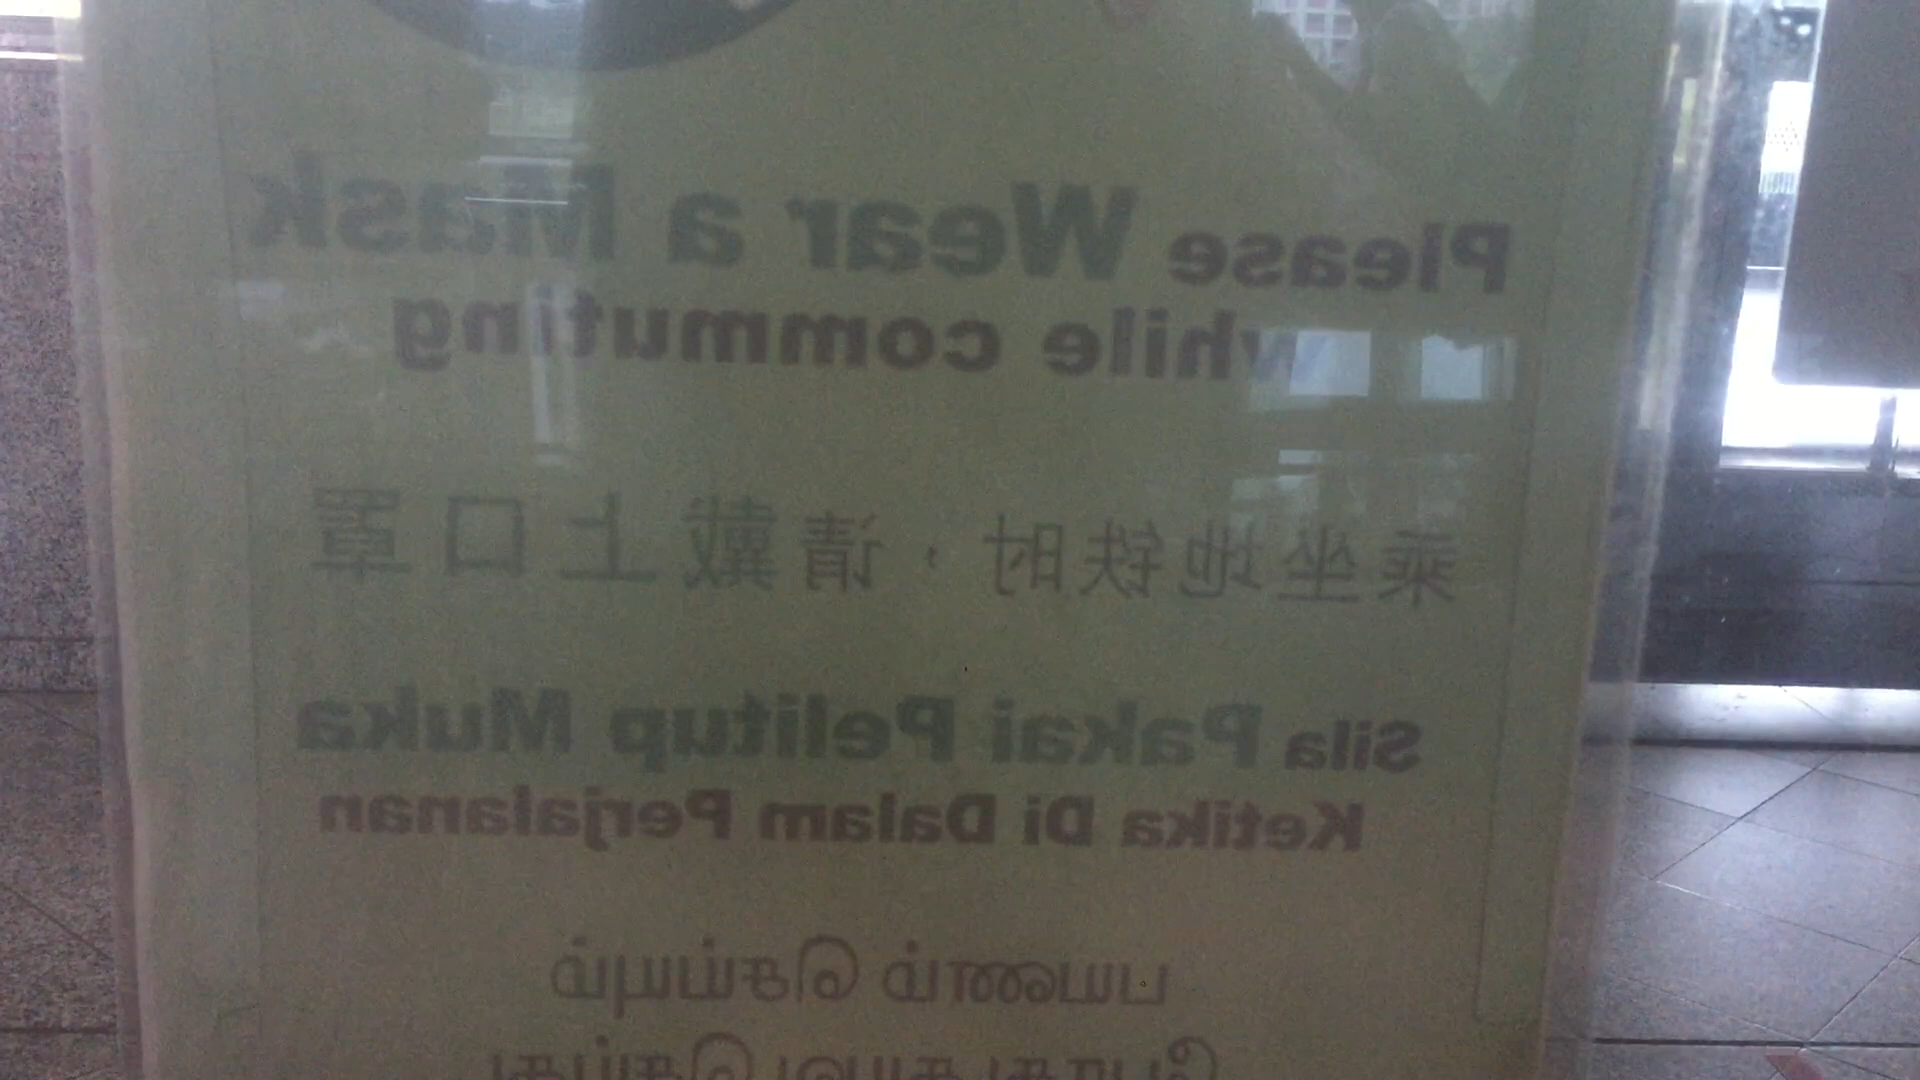 Please Wear a Mask
while commuting
乘坐地铁时，请戴上口罩
Sila Pakai Pelitup Muka
Ketika Di Dalam Perjalanan
பயணம் செய்யும்
போது தயவு செய்து